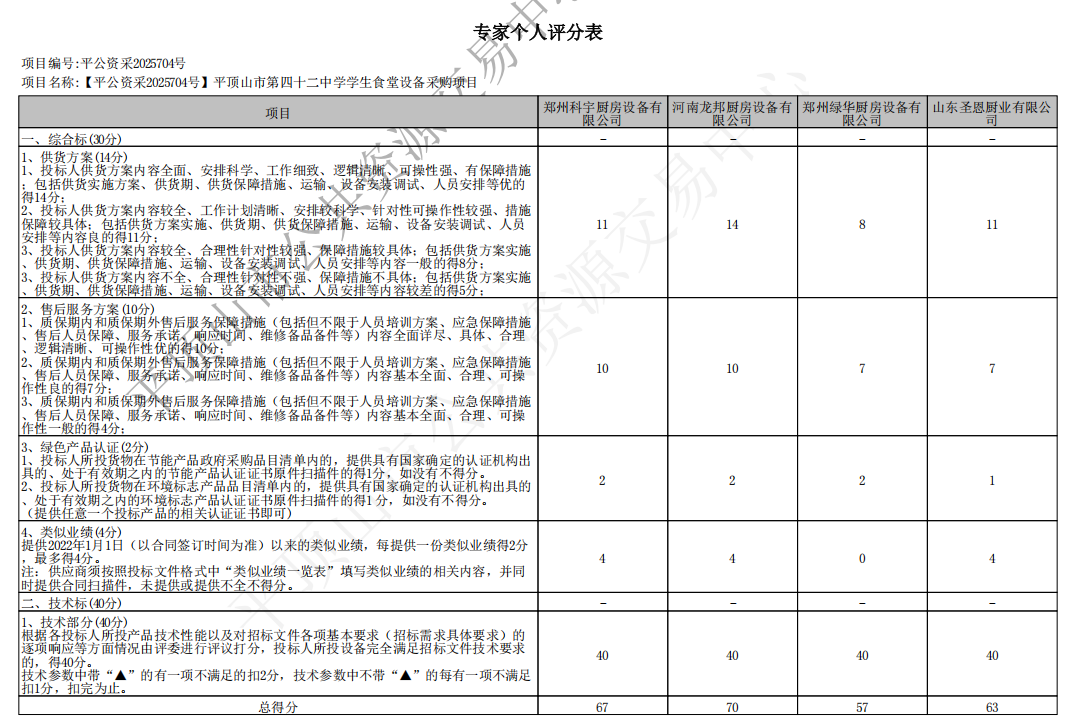 专家个人评分表
项目编号:平公资采2025704号
项目名称:【平公资采2025704号】平顶山市第四十二中学学生食堂设备采购项目
项目 郑州科宇厨房设备有限公司 河南龙邦厨房设备有限公司 郑州绿华厨房设备有限公司 山东圣恩厨业有限公司
一、综合标(30分) – – – –
1、供货方案(14分)
1、投标人供货方案内容全面、安排科学、工作细致、逻辑清晰、可操性强、有保障措施
；包括供货实施方案、供货期、供货保障措施、运输、设备安装调试、人员安排等优的
得14分；
2、投标人供货方案内容较全、工作计划清晰、安排较科学、针对性可操作性较强、措施
保障较具体；包括供货方案实施、供货期、供货保障措施、运输、设备安装调试、人员
安排等内容良的得11分；
3、投标人供货方案内容较全、合理性针对性较强、保障措施较具体；包括供货方案实施
、供货期、供货保障措施、运输、设备安装调试、人员安排等内容一般的得8分；
3、投标人供货方案内容不全、合理性针对性不强、保障措施不具体；包括供货方案实施
、供货期、供货保障措施、运输、设备安装调试、人员安排等内容较差的得5分；
11 14 8 11
2、售后服务方案(10分)
1、质保期内和质保期外售后服务保障措施（包括但不限于人员培训方案、应急保障措施
、售后人员保障、服务承诺、响应时间、维修备品备件等）内容全面详尽、具体、合理
、逻辑清晰、可操作性优的得10分；
2、质保期内和质保期外售后服务保障措施（包括但不限于人员培训方案、应急保障措施
、售后人员保障、服务承诺、响应时间、维修备品备件等）内容基本全面、合理、可操
作性良的得7分；
3、质保期内和质保期外售后服务保障措施（包括但不限于人员培训方案、应急保障措施
、售后人员保障、服务承诺、响应时间、维修备品备件等）内容基本全面、合理、可操
作性一般的得4分；
10 10 7 7
3、绿色产品认证(2分)
1、投标人所投货物在节能产品政府采购品目清单内的，提供具有国家确定的认证机构出
具的、处于有效期之内的节能产品认证证书原件扫描件的得1分，如没有不得分。
2、投标人所投货物在环境标志产品品目清单内的，提供具有国家确定的认证机构出具的
、处于有效期之内的环境标志产品认证证书原件扫描件的得1 分，如没有不得分。
（提供任意一个投标产品的相关认证证书即可）
2 2 2 1
4、类似业绩(4分)
提供2022年1月1日（以合同签订时间为准）以来的类似业绩，每提供一份类似业绩得2分
，最多得4分。
注：供应商须按照投标文件格式中“类似业绩一览表”填写类似业绩的相关内容，并同
时提供合同扫描件，未提供或提供不全不得分。
4 4 0 4
二、技术标(40分) – – – –
1、技术部分(40分)
根据各投标人所投产品技术性能以及对招标文件各项基本要求（招标需求具体要求）的
逐项响应等方面情况由评委进行评议打分，投标人所投设备完全满足招标文件技术要求
的，得40分。
技术参数中带“▲”的有一项不满足的扣2分，技术参数中不带“▲”的每有一项不满足
扣1分，扣完为止。
40 40 40 40
总得分 67 70 57 63
平顶山市公共资源交易中心
平顶山市公共资源交易中心